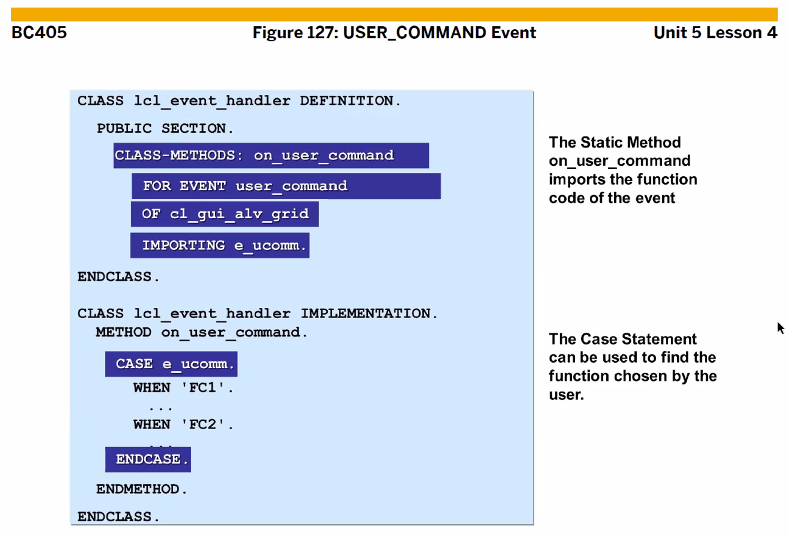 BC405 Figure 127: USER_COMMAND Event Unit 5 Lesson 4
CLASS lcl_event_handler DEFINITION.
PUBLIC SECTION.
CLASS-METHODS: on_user_command
FOR EVENT user_command
OF cl_gui_alv_grid
IMPORTING e_ucomm.
ENDCLASS.
CLASS lcl_event_handler IMPLEMENTATION.
METHOD on_user_command.
CASE e_ucomm.
WHEN 'FC1'.
...
WHEN 'FC2'.
...
ENDCASE.
ENDMETHOD.
ENDCLASS.
The Static Method
on_user_command
imports the function
code of the event
The Case Statement
can be used to find the
function chosen by the
user.